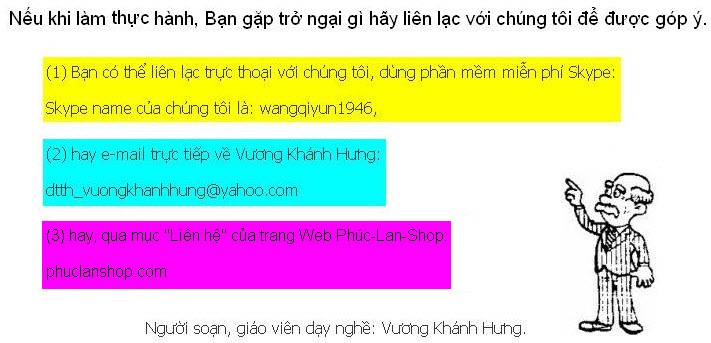 Nếu khi làm thực hành, Bạn gặp trở ngại gì hãy liên lạc với chúng tôi để được góp ý.
(1) Bạn có thể liên lạc trực thoại với chúng tôi, dùng phần mềm miễn phí Skype:
Skype name của chúng tôi là: wangqiyun1946,
(2) hay e-mail trực tiếp về Vương Khánh Hưng:
dtth_vuongkhanhhung@yahoo.com
(3) hay, qua mục "Liên hệ" của trang Web Phúc-Lan-Shop:
phuclanshop.com
Người soạn, giáo viên dạy nghề: Vương Khánh Hưng.